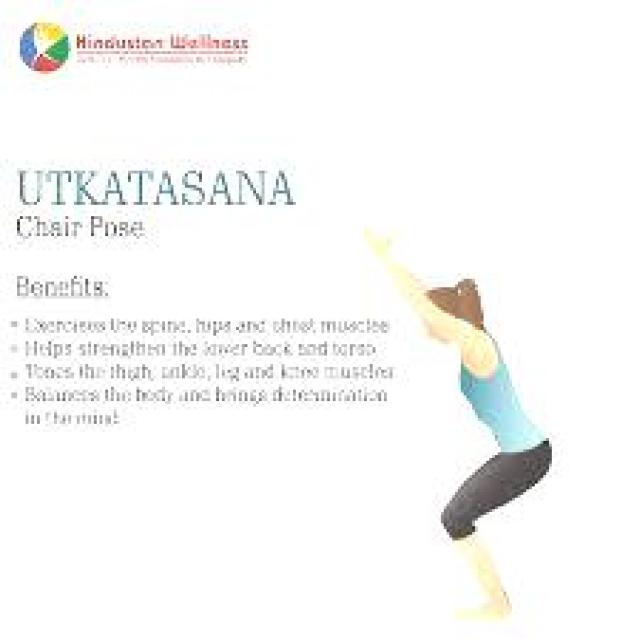 Hindustan Wellness
UTKATASANA
Chair Pose
Benefits:
• Exercises the spine, hips and chest muscles
• Helps strengthen the lower back and torso
• Tones the thigh, ankle, leg and knee muscles
• Balances the body and brings determination
in the mind